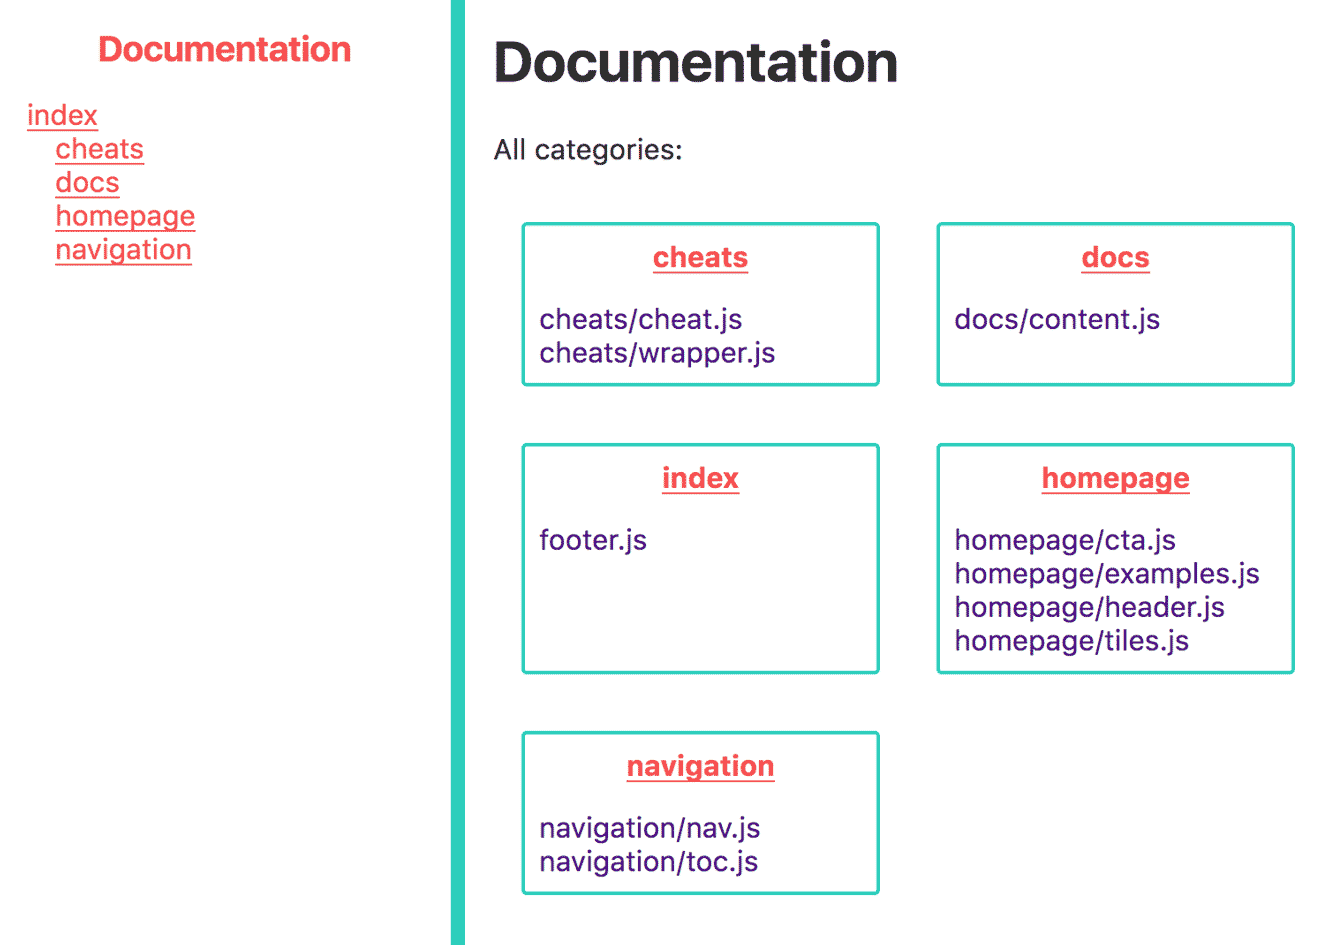 Documentation
index
cheats
docs
homepage
navigation
Documentation
All categories:
cheats
cheats/cheat.js
cheats/wrapper.js
docs
docs/content.js
index
footer.js
homepage
homepage/cta.js
homepage/examples.js
homepage/header.js
homepage/tiles.js
navigation
navigation/nav.js
navigation/toc.js